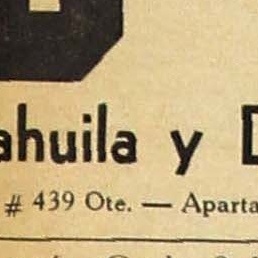 ahuila y D
# 439 Ote. — Aparta